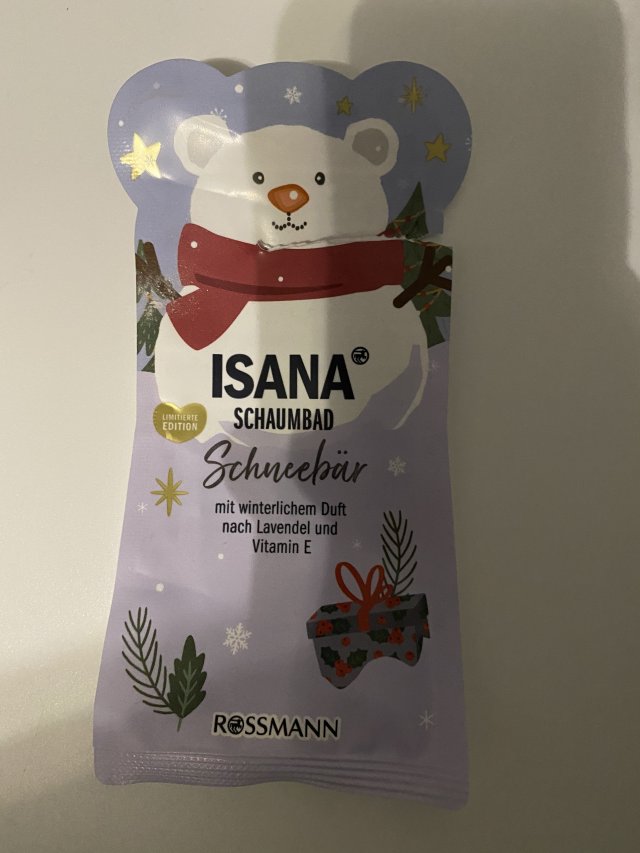 ISANA
SCHAUMBAD
LIMITIERTE
EDITION
Schneebär
mit winterlichem Duft
nach Lavendel und
Vitamin E
ROSSMANN